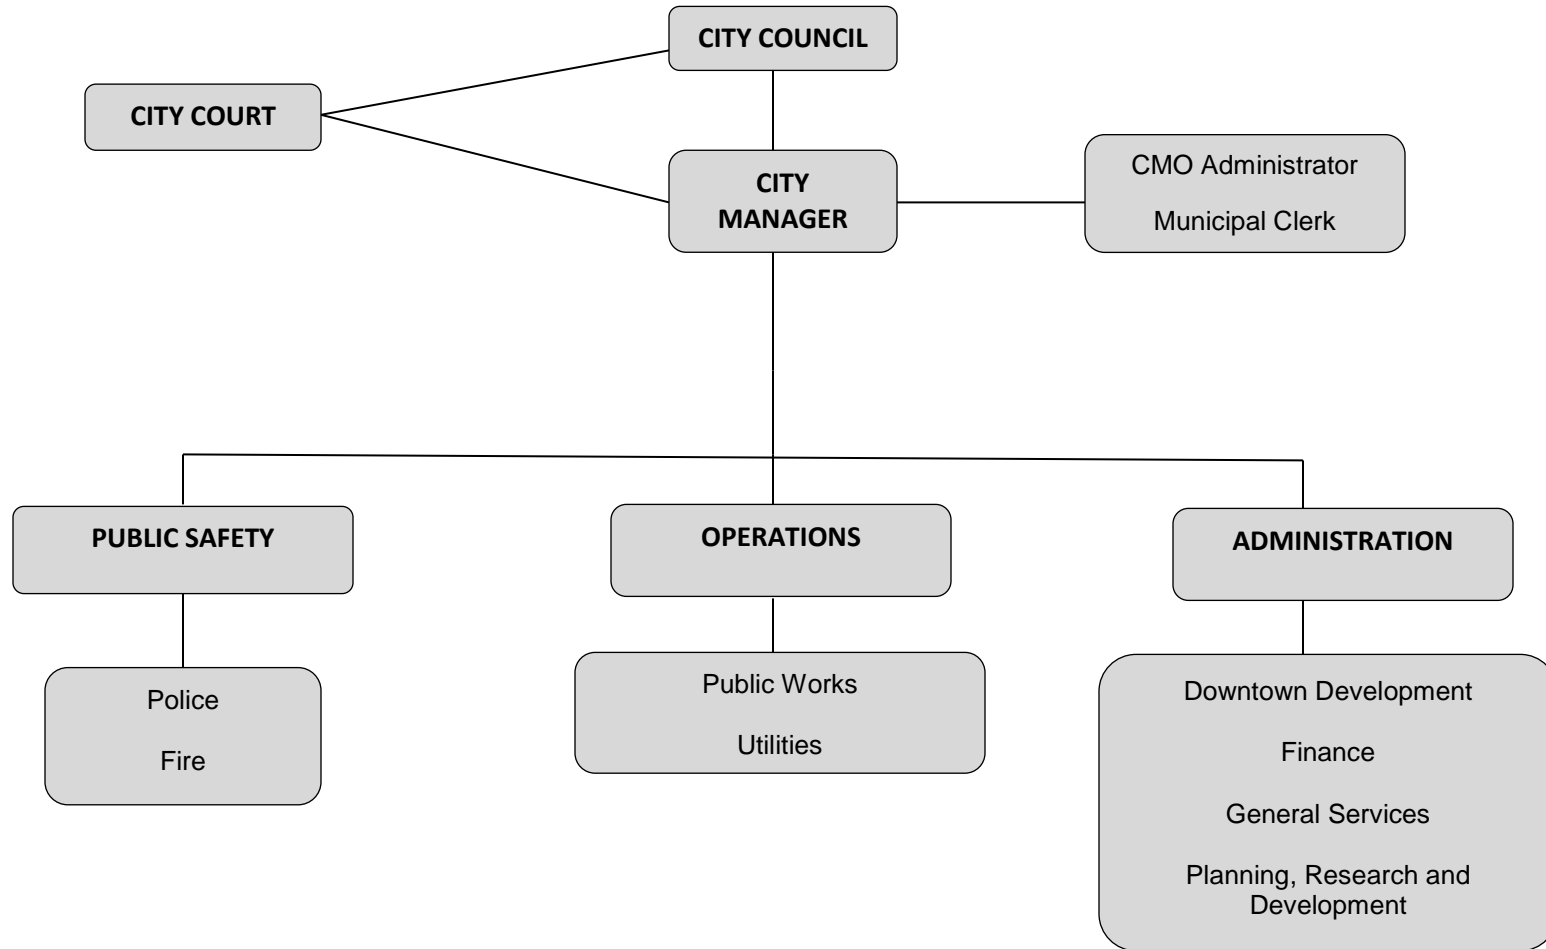 CITY COUNCIL
CITY COURT
CITY
MANAGER
CMO Administrator
Municipal Clerk
PUBLIC SAFETY
OPERATIONS
ADMINISTRATION
Police
Fire
Public Works
Utilities
Downtown Development
Finance
General Services
Planning, Research and
Development